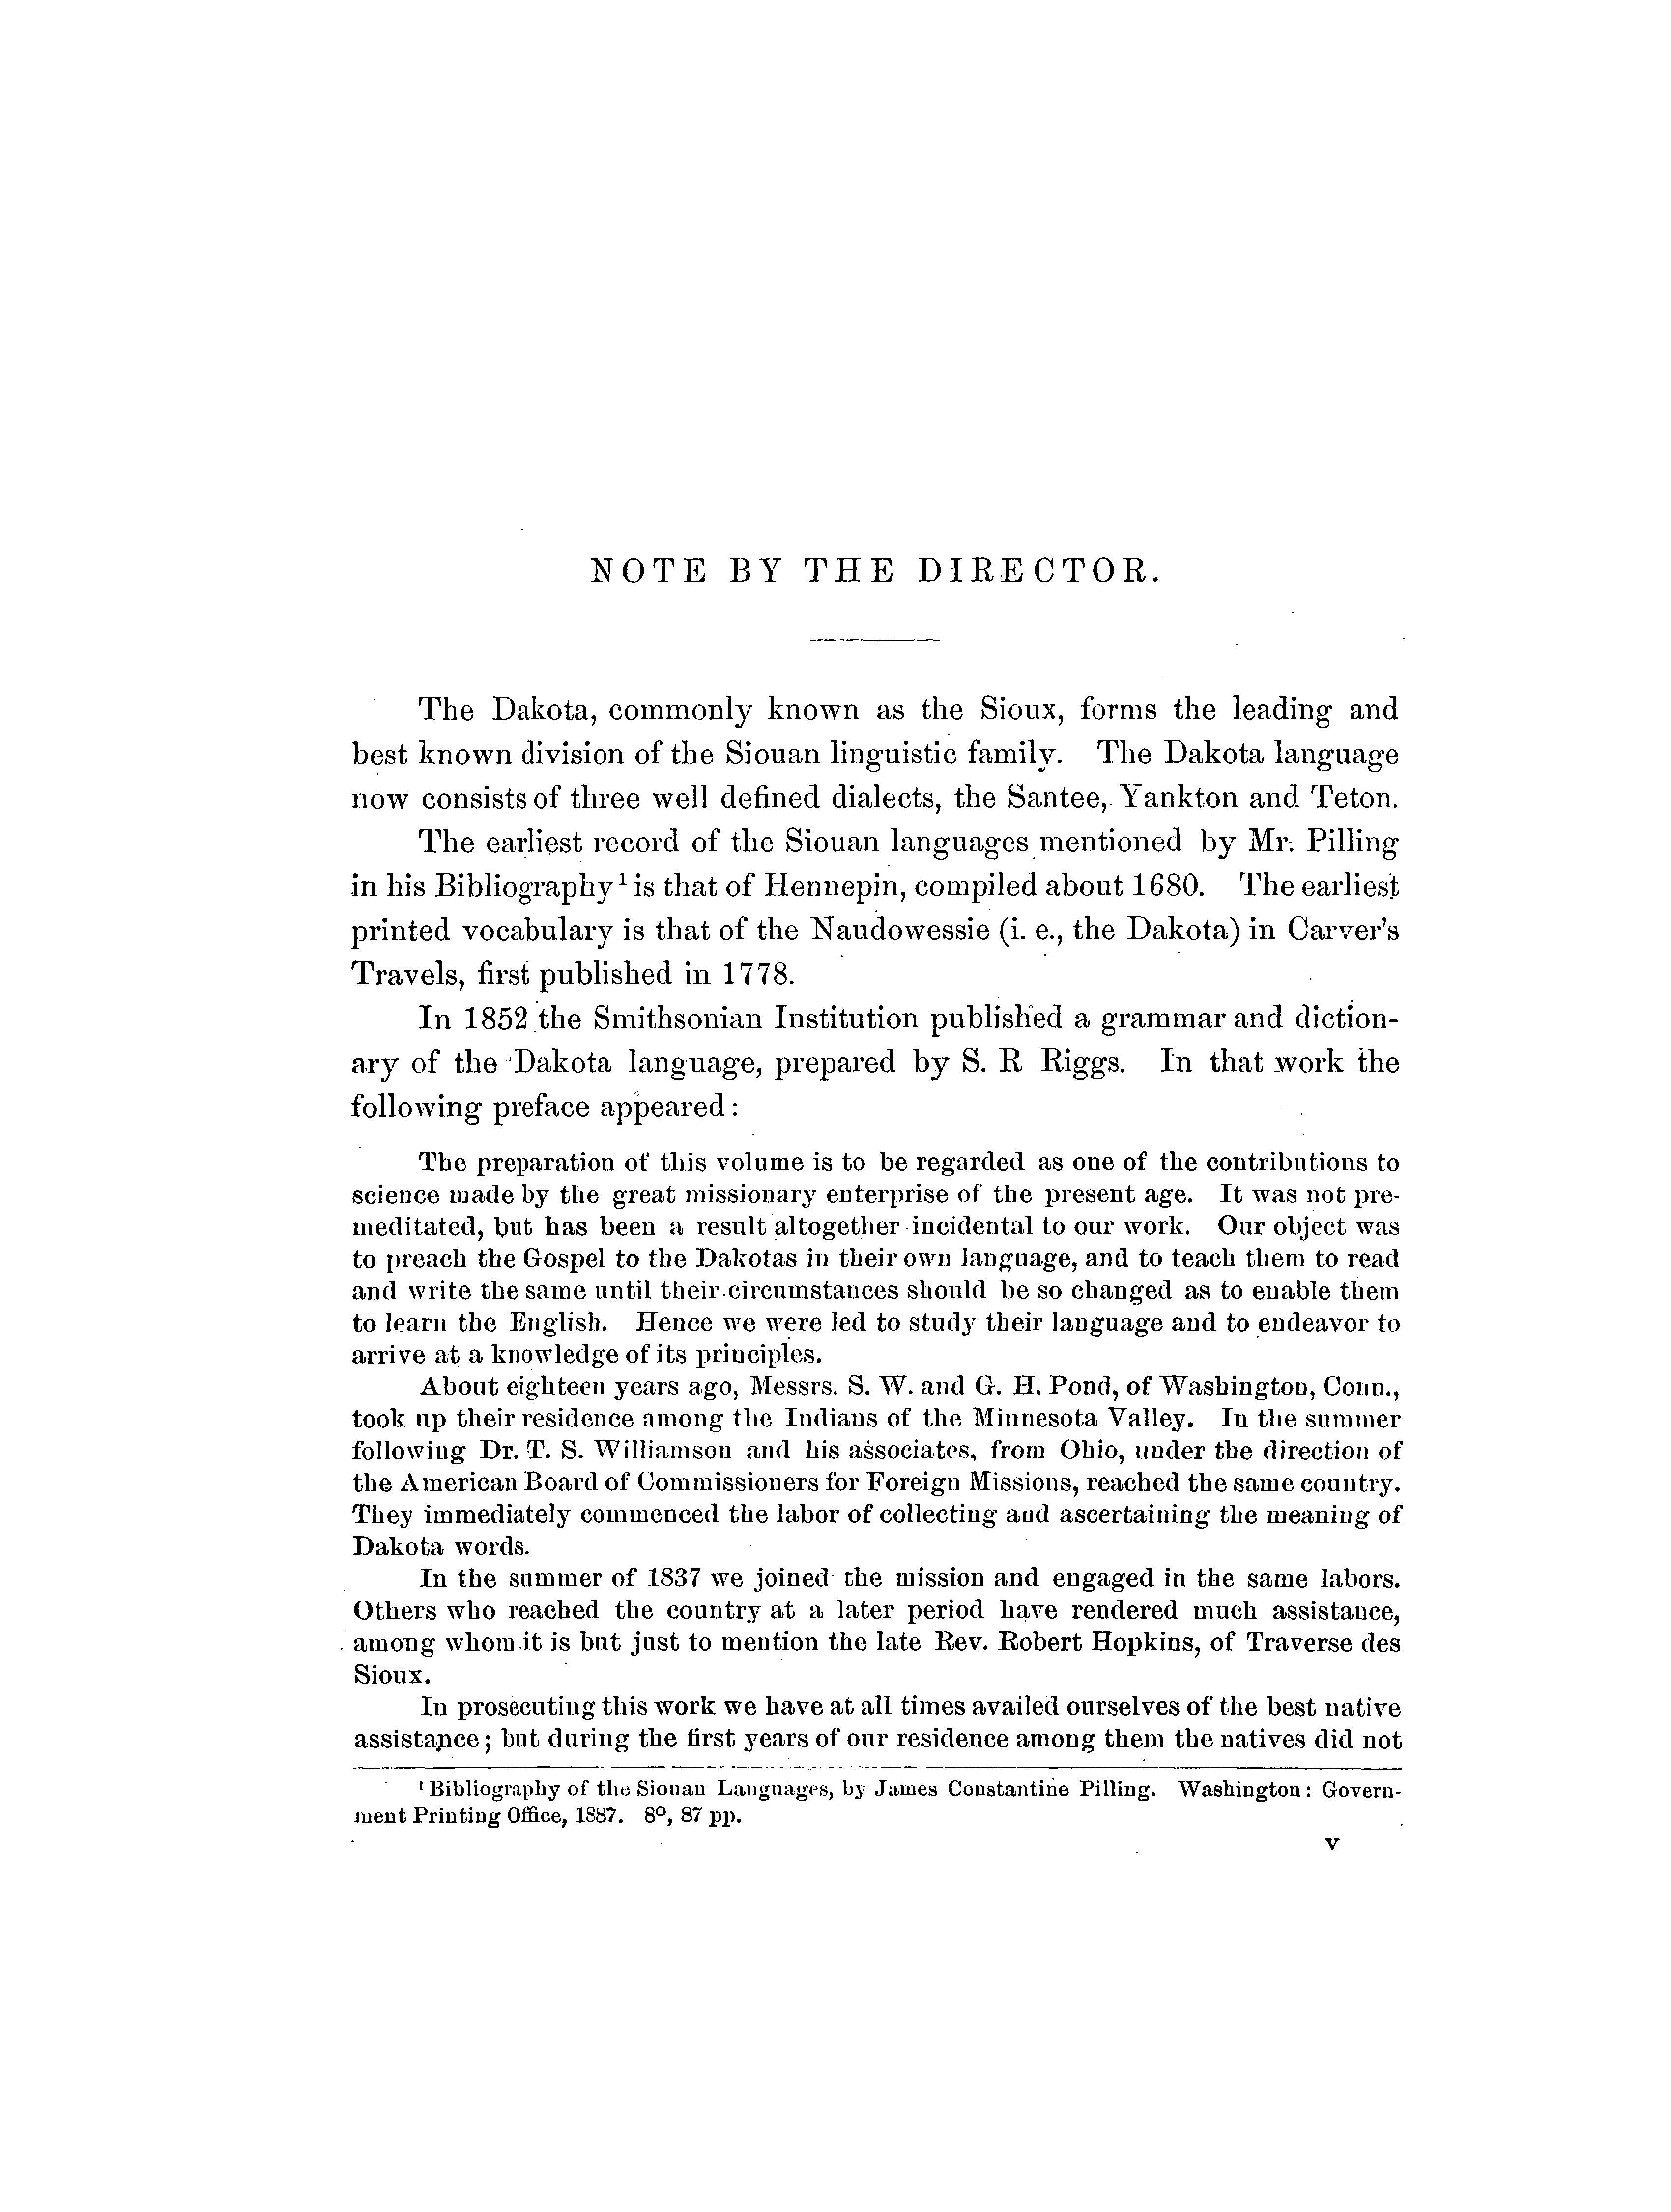 NOTE BY THE DIRECTOR.
The Dakota, commonly known as the Sioux, forms the leading and
best known division of the Siouan linguistic family. The Dakota language
now consists of three well defined dialects, the Santee, Yankton and Teton.
The earliest record of the Siouan languages mentioned by Mr. Pilling
in his Bibliography¹ is that of Hennepin, compiled about 1680. The earliest
printed vocabulary is that of the Naudowessie (i. e., the Dakota) in Carver's
Travels, first published in 1778.
In 1852 the Smithsonian Institution published a grammar and diction-
ary of the Dakota language, prepared by S. R Riggs. In that work the
following preface appeared:
The preparation of this volume is to be regarded as one of the contributions to
science made by the great missionary enterprise of the present age. It was not pre-
meditated, but has been a result altogether incidental to our work. Our object was
to preach the Gospel to the Dakotas in their own language, and to teach them to read
and write the same until their circumstances should be so changed as to enable them
to learn the English. Hence we were led to study their language and to endeavor to
arrive at a knowledge of its principles.
About eighteen years ago, Messrs. S. W. and G. H. Pond, of Washington, Conn.,
took up their residence among the Indians of the Minnesota Valley. In the summer
following Dr. T. S. Williamson and his associates, from Ohio, under the direction of
the American Board of Commissioners for Foreign Missions, reached the same country.
They immediately commenced the labor of collecting and ascertaining the meaning of
Dakota words.
In the summer of 1837 we joined the mission and engaged in the same labors.
Others who reached the country at a later period have rendered much assistance,
among whom it is but just to mention the late Rev. Robert Hopkins, of Traverse des
Sioux.
In prosecuting this work we have at all times availed ourselves of the best native
assistance; but during the first years of our residence among them the natives did not
¹ Bibliography of the Siouan Languages, by James Constantine Pilling. Washington: Govern-
ment Printing Office, 1887. 8°, 87 pp.
V